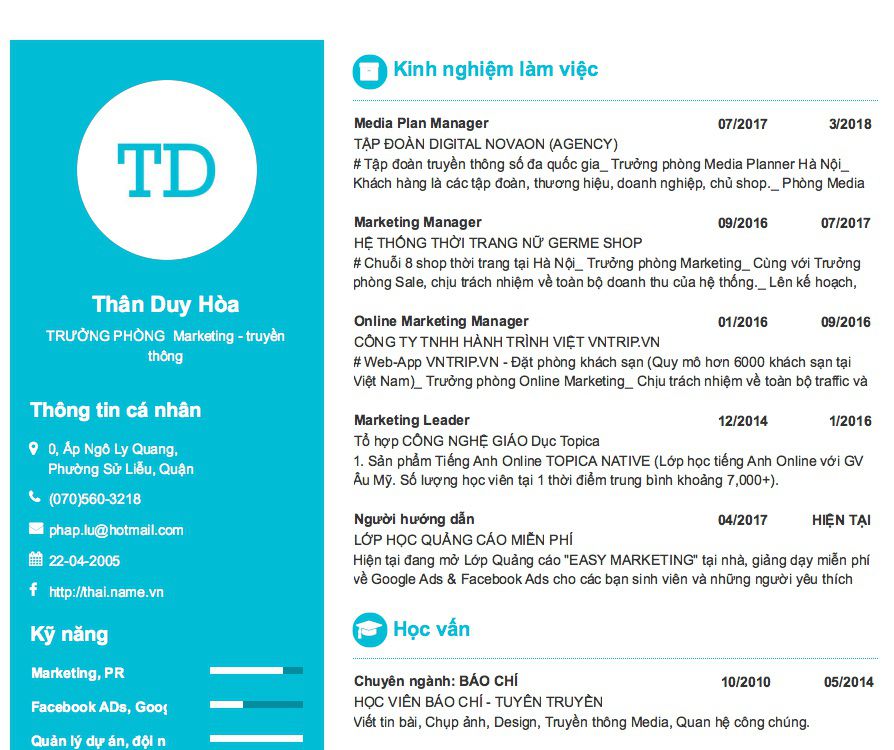 TD
Thân Duy Hòa
TRƯỞNG PHÒNG Marketing - truyền
thông
Thông tin cá nhân
0, Ấp Ngô Ly Quang,
Phường Sử Liễu, Quận
(070)560-3218
phap.lu@hotmail.com
22-04-2005
http://thai.name.vn
Kỹ năng
Marketing, PR
Facebook ADs, Goog
Quản lý dự án, đội n
Kinh nghiệm làm việc
Media Plan Manager 07/2017 3/2018
TẬP ĐOÀN DIGITAL NOVAON (AGENCY)
# Tập đoàn truyền thông số đa quốc gia_ Trưởng phòng Media Planner Hà Nội_
Khách hàng là các tập đoàn, thương hiệu, doanh nghiệp, chủ shop._ Phòng Media
Marketing Manager 09/2016 07/2017
HỆ THỐNG THỜI TRANG NỮ GERME SHOP
# Chuỗi 8 shop thời trang tại Hà Nội_ Trưởng phòng Marketing_ Cùng với Trưởng
phòng Sale, chịu trách nhiệm về toàn bộ doanh thu của hệ thống._ Lên kế hoạch,
Online Marketing Manager 01/2016 09/2016
CÔNG TY TNHH HÀNH TRÌNH VIỆT VNTRIP.VN
# Web-App VNTRIP.VN - Đặt phòng khách sạn (Quy mô hơn 6000 khách sạn tại
Việt Nam)_ Trưởng phòng Online Marketing_ Chịu trách nhiệm về toàn bộ traffic và
Marketing Leader 12/2014 1/2016
Tổ hợp CÔNG NGHỆ GIÁO Dục Topica
1. Sản phẩm Tiếng Anh Online TOPICA NATIVE (Lớp học tiếng Anh Online với GV
Âu Mỹ. Số lượng học viên tại 1 thời điểm trung bình khoảng 7,000+).
Người hướng dẫn 04/2017 HIỆN TẠI
LỚP HỌC QUẢNG CÁO MIỄN PHÍ
Hiện tại đang mở Lớp Quảng cáo "EASY MARKETING" tại nhà, giảng dạy miễn phí
về Google Ads & Facebook Ads cho các bạn sinh viên và những người yêu thích
Học vấn
Chuyên ngành: BÁO CHÍ 10/2010 05/2014
HỌC VIÊN BÁO CHÍ - TUYÊN TRUYỀN
Viết tin bài, Chụp ảnh, Design, Truyền thông Media, Quan hệ công chúng.